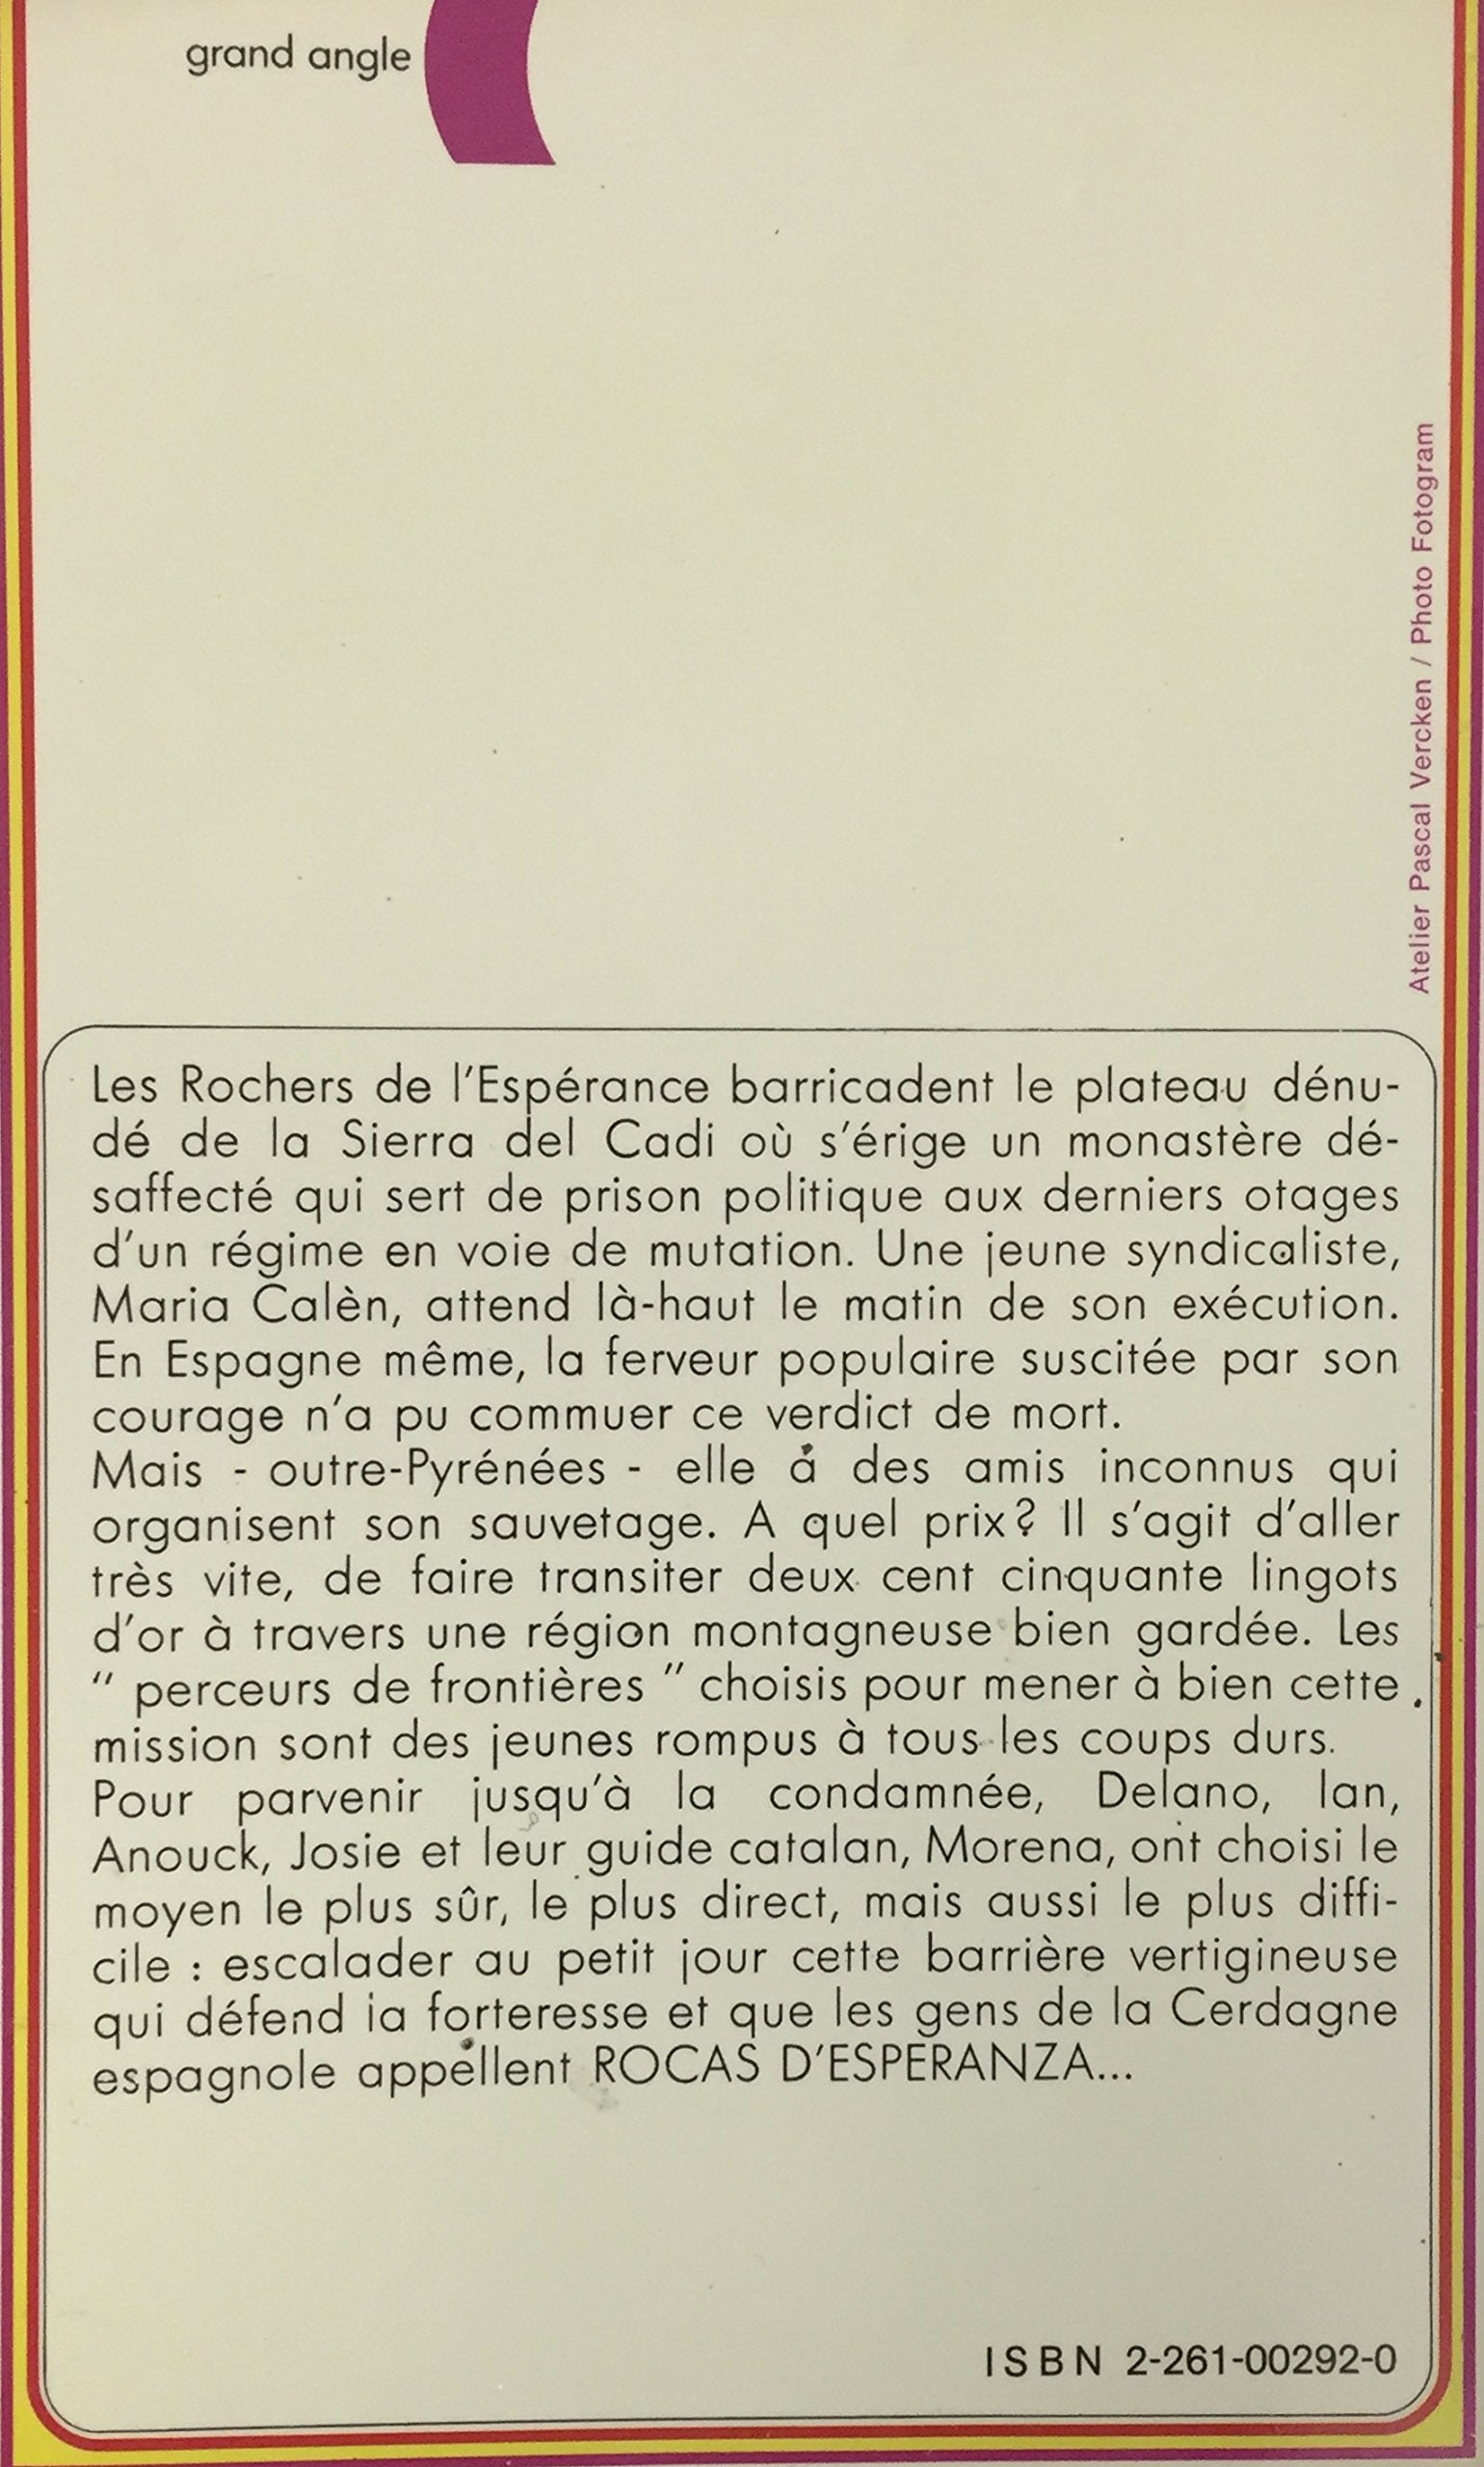 grand angle
Atelier Pascal Vercken / Photo Fotogram
Les Rochers de l'Espérance barricadent le plateau dénu-
dé de la Sierra del Cadi où s'érige un monastère dé-
saffecté qui sert de prison politique aux derniers otages
d'un régime en voie de mutation. Une jeune syndicaliste,
Maria Calèn, attend là-haut le matin de son exécution.
En Espagne même, la ferveur populaire suscitée par son
courage n'a pu commuer ce verdict de mort.
Mais - outre-Pyrénées - elle a des amis inconnus qui
organisent son sauvetage. A quel prix? Il s'agit d'aller
très vite, de faire transiter deux cent cinquante lingots
d'or à travers une région montagneuse bien gardée. Les
" perceurs de frontières " choisis pour mener à bien cette
mission sont des jeunes rompus à tous les coups durs.
Pour parvenir jusqu'à la condamnée, Delano, Ian,
Anouck, Josie et leur guide catalan, Morena, ont choisi le
moyen le plus sûr, le plus direct, mais aussi le plus diffi-
cile : escalader au petit jour cette barrière vertigineuse
qui défend la forteresse et que les gens de la Cerdagne
espagnole appellent ROCAS D'ESPERANZA...
ISBN 2-261-00292-0